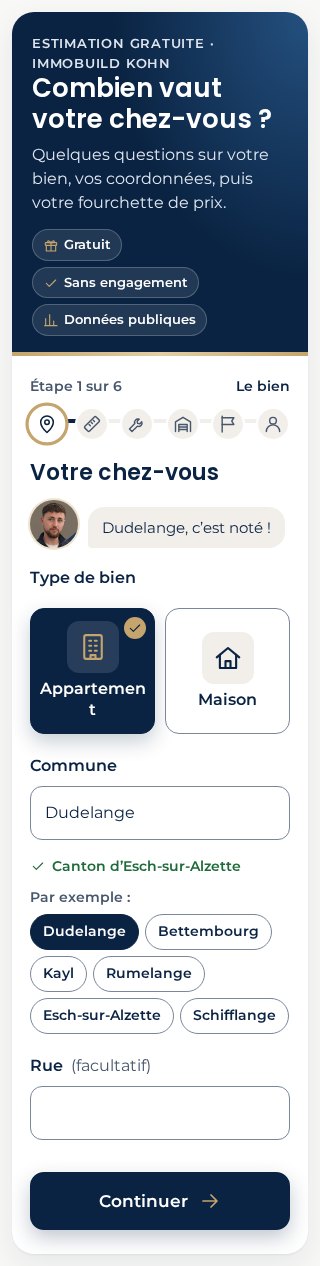 ESTIMATION GRATUITE ·
IMMOBUILD KOHN
Combien vaut
votre chez-vous ?
Quelques questions sur votre
bien, vos coordonnées, puis
votre fourchette de prix.
Gratuit
Sans engagement
Données publiques
Étape 1 sur 6 Le bien
Votre chez-vous
Dudelange, c’est noté !
Type de bien
Appartemen
t
Maison
Commune
Dudelange
Canton d’Esch-sur-Alzette
Par exemple :
Dudelange Bettembourg
Kayl Rumelange
Esch-sur-Alzette Schifflange
Rue (facultatif)
Continuer